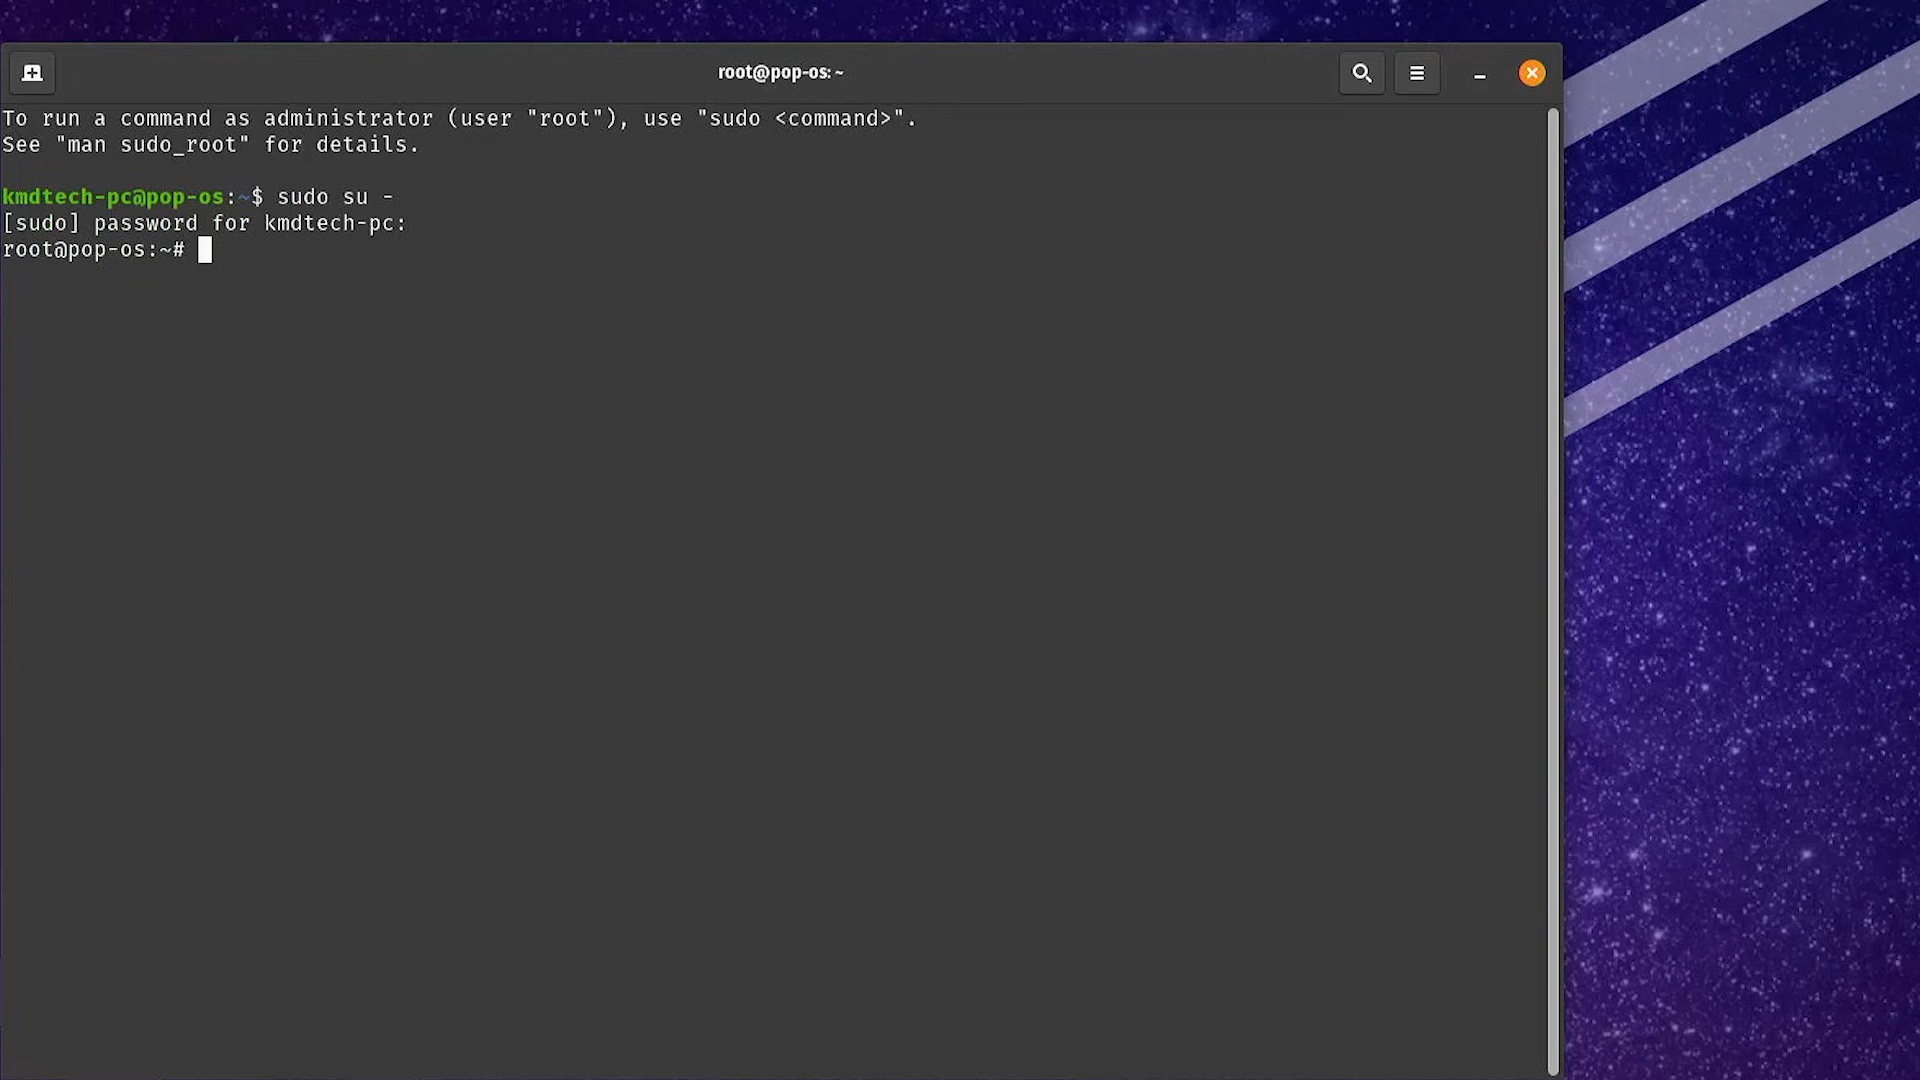 root@pop-os: ~
To run a command as administrator (user "root"), use "sudo <command>".
See "man sudo_root" for details.
kmdtech-pc@pop-os:~$ sudo su -
[sudo] password for kmdtech-pc:
root@pop-os:~#